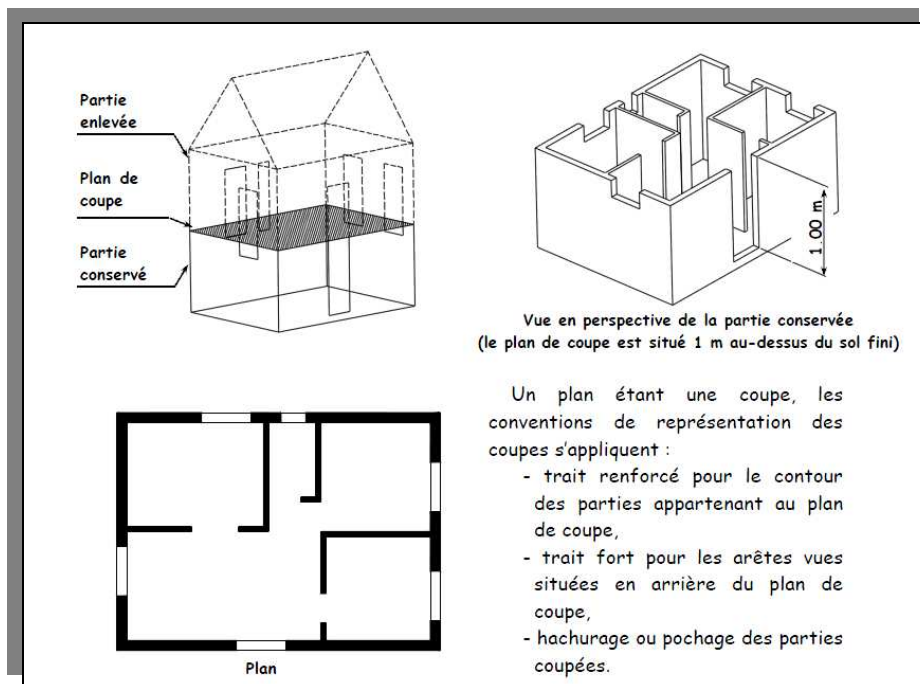 Partie
enlevée
Plan de
coupe
Partie
conservé
1.00 m
Vue en perspective de la partie conservée
(le plan de coupe est situé 1 m au-dessus du sol fini)
Plan
Un plan étant une coupe, les
conventions de représentation des
coupes s'appliquent :
- trait renforcé pour le contour
des parties appartenant au plan
de coupe,
- trait fort pour les arêtes vues
situées en arrière du plan de
coupe,
- hachurage ou pochage des parties
coupées.